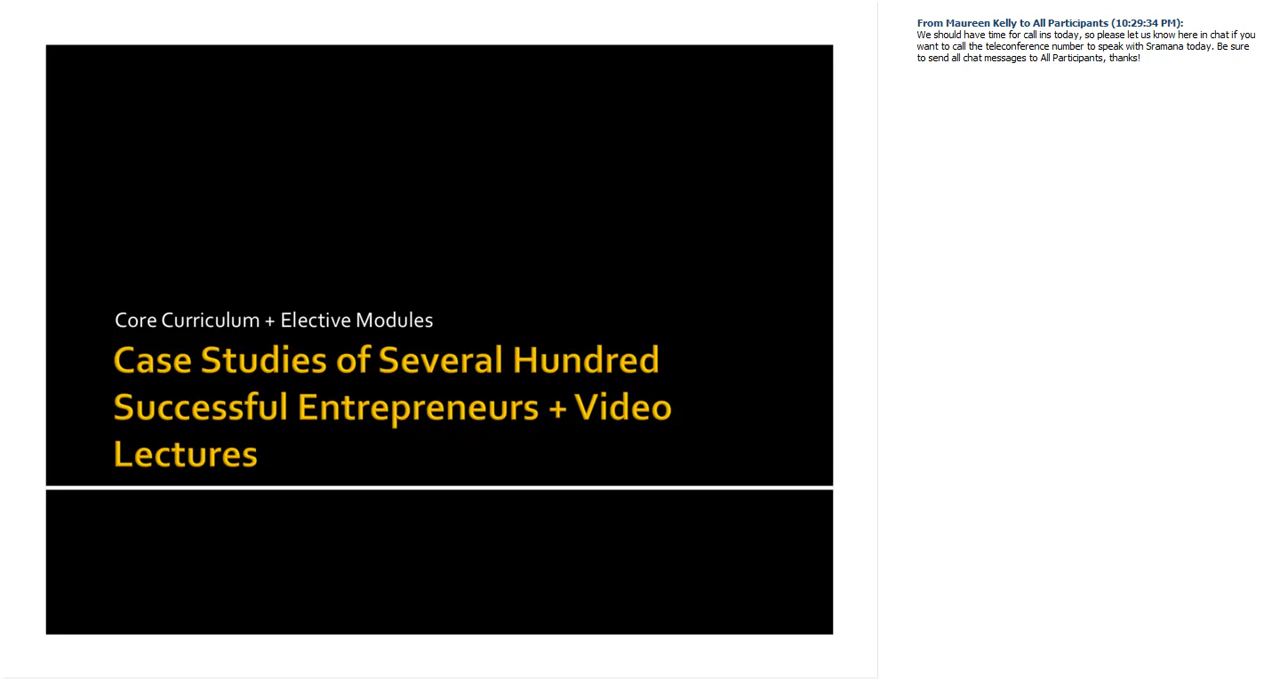 Core Curriculum + Elective Modules
Case Studies of Several Hundred
Successful Entrepreneurs + Video
Lectures
From Maureen Kelly to All Participants (10:29:34 PM):
We should have time for call ins today, so please let us know here in chat if you
want to call the teleconference number to speak with Sramana today. Be sure
to send all chat messages to All Participants, thanks!